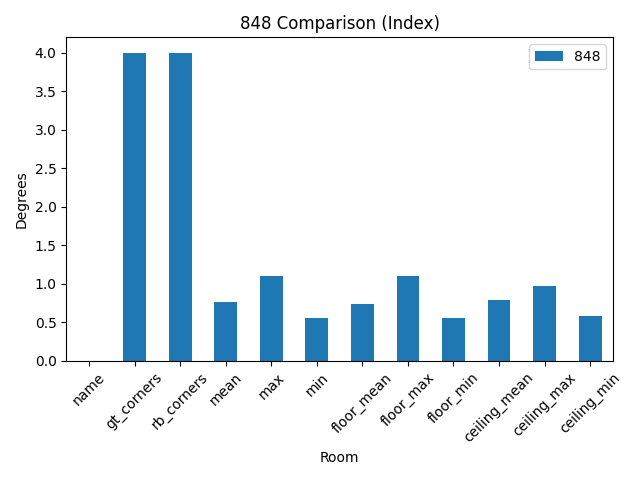 848 Comparison (Index)
848
Degrees
4.0
3.5
3.0
2.5
2.0
1.5
1.0
0.5
0.0
name
gt_corners
rb_corners
mean
max
min
floor_mean
floor_max
floor_min
ceiling_mean
ceiling_max
ceiling_min
Room